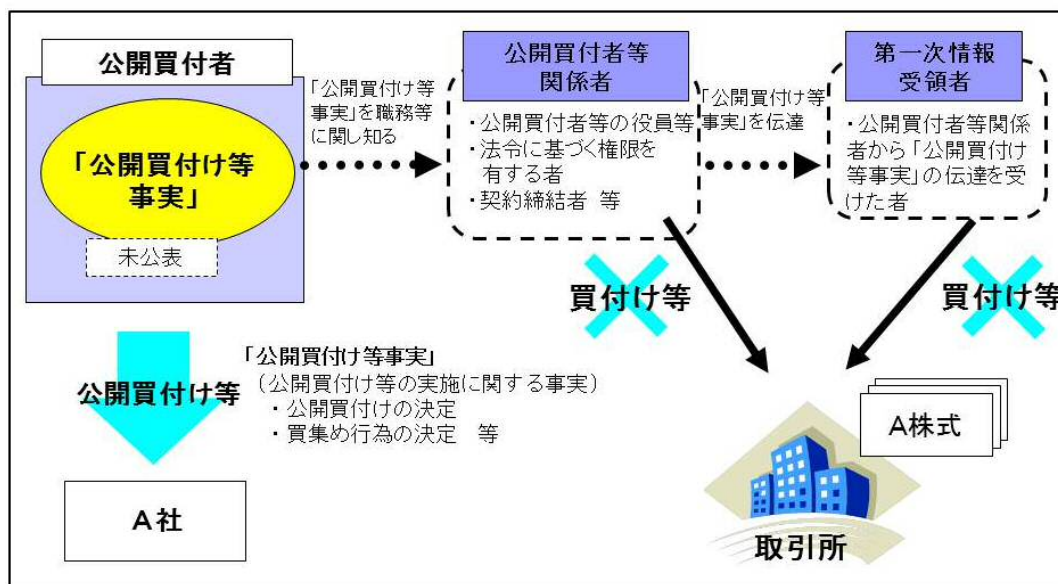 公開買付者
「公開買付け等
事実」
未公表
「公開買付け等
事実」を職務等
に関し知る
公開買付者等
関係者
・公開買付者等の役員等
・法令に基づく権限を
有する者
・契約締結者 等
「公開買付け等
事実」を伝達
第一次情報
受領者
・公開買付者等関係
者から「公開買付け
等事実」の伝達を受
けた者
買付け等
買付け等
公開買付け等
「公開買付け等事実」
（公開買付け等の実施に関する事実）
・公開買付けの決定
・買集め行為の決定 等
A社
A株式
取引所